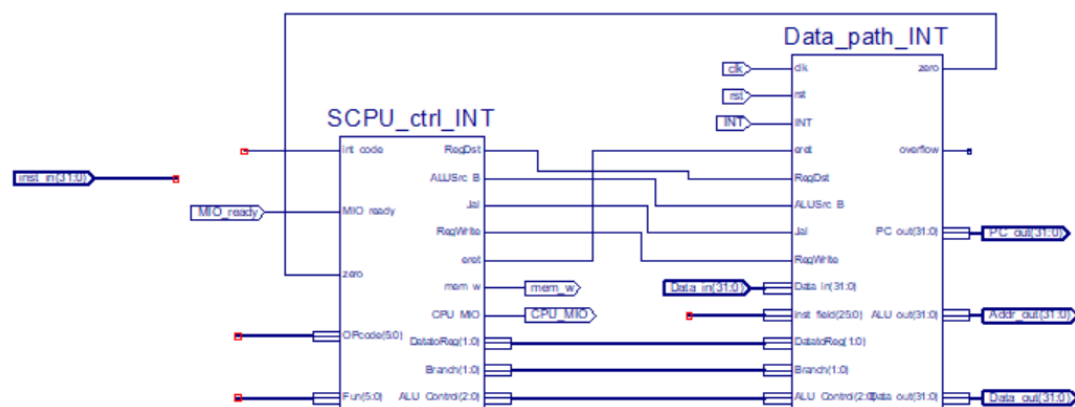 Data_path_INT
clk
clk
zero
rst
rst
SCPU_ctrl_INT
INT
INT
int code
RegDst
eret
overflow
inst_in(31:0)
ALUSrc_B
RegDst
MIO_ready
MIO_ready
Jal
ALUSrc_B
RegWrite
Jal
PC_out(31:0)
PC_out(31:0)
eret
RegWrite
zero
mem_w
mem_w
Data_in(31:0)
Data_in(31:0)
CPU_MIO
CPU_MIO
inst_field(25:0)
ALU_out(31:0)
Addr_out(31:0)
OPcode(5:0)
DatatoReg(1:0)
DatatoReg(1:0)
Branch(1:0)
Branch(1:0)
Fun(5:0)
ALU_Control(2:0)
ALU_Control(2:0)
Data_out(31:0)
Data_out(31:0)